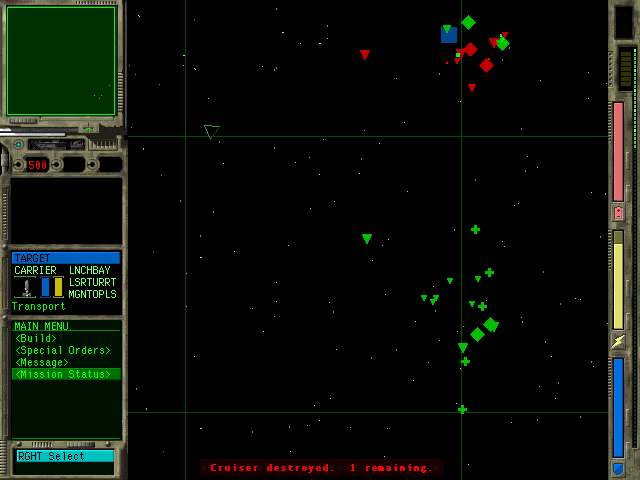 500
TARGET
CARRIER LNCHBAY
LSRTURRT
MGNTOPLS
Transport
MAIN MENU
<Build>
<Special Orders>
<Message>
<Mission Status>
RGHT Select
Cruiser destroyed. 1 remaining.